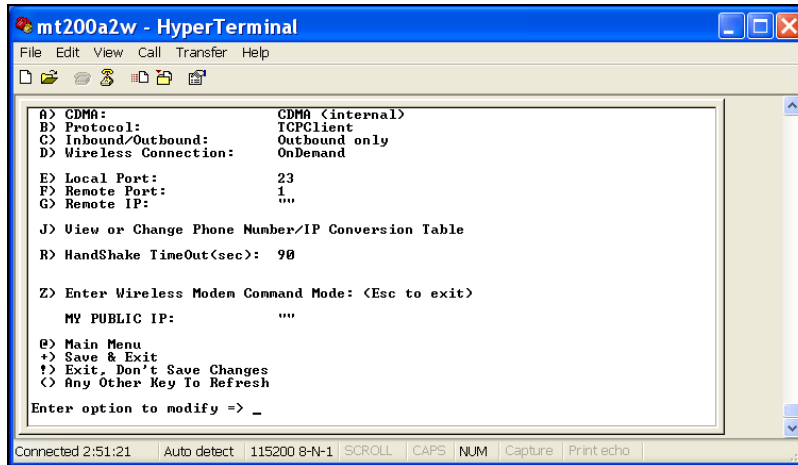 mt200a2w - HyperTerminal
File Edit View Call Transfer Help
A) CDMA: CDMA (internal)
B) Protocol: TCPClient
C) Inbound/Outbound: Outbound only
D) Wireless Connection: OnDemand
E) Local Port: 23
F) Remote Port: 1
G) Remote IP: ""
J) View or Change Phone Number/IP Conversion Table
R) HandShake TimeOut(sec): 90
Z) Enter Wireless Modem Command Mode: (Esc to exit)
MY PUBLIC IP: ""
@) Main Menu
+) Save & Exit
!) Exit, Don't Save Changes
() Any Other Key To Refresh
Enter option to modify => _
Connected 2:51:21 Auto detect 115200 8-N-1 SCROLL CAPS NUM Capture Print echo